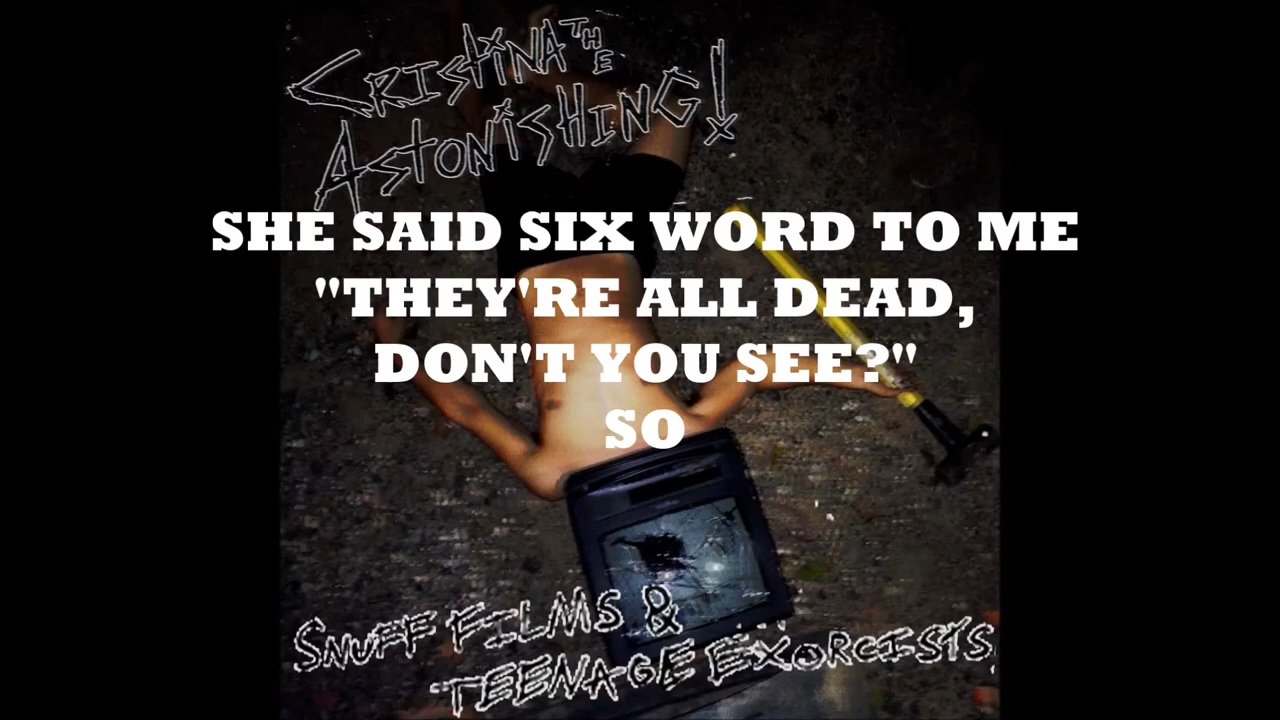 CRISTINA THE
ASTONISHING!
SHE SAID SIX WORD TO ME
"THEY'RE ALL DEAD,
DON'T YOU SEE?"
SO
SNUFF FILMS &
TEENAGE EXORCISTS